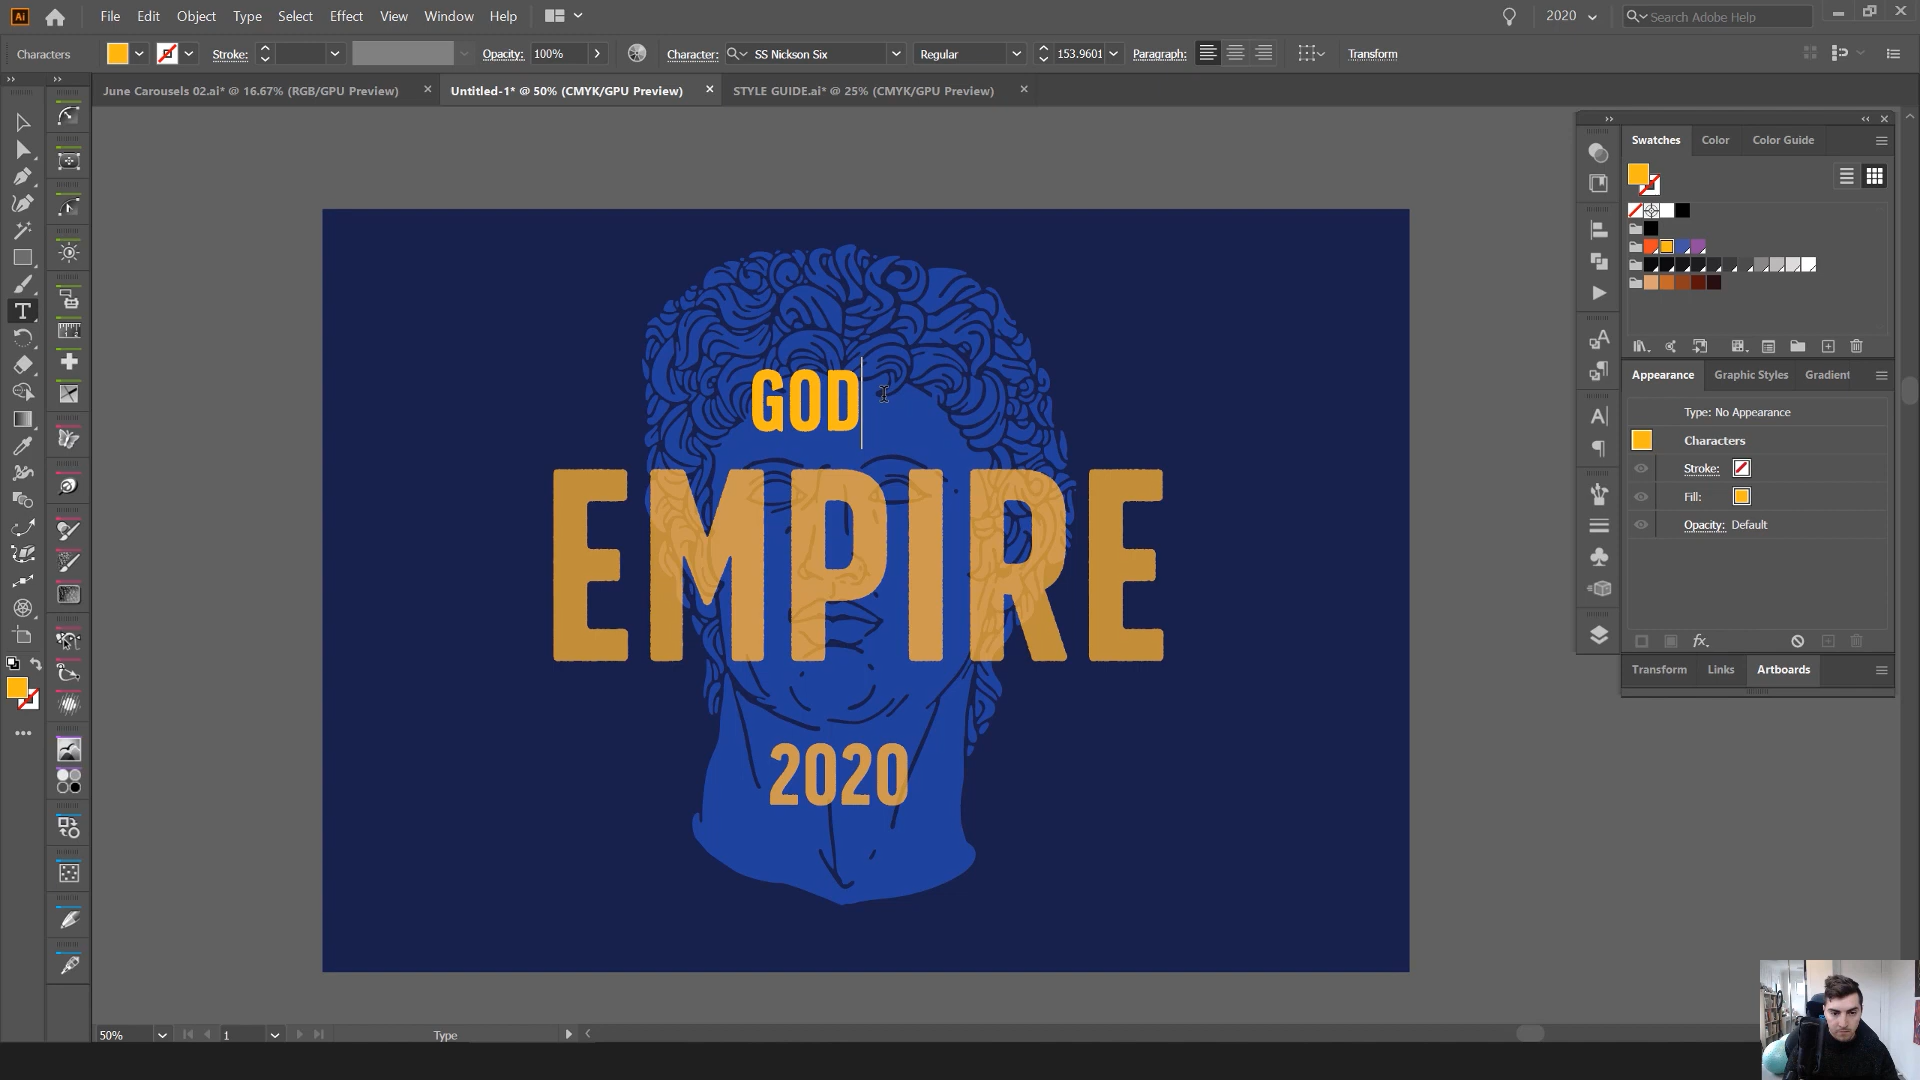 Ai File Edit Object Type Select Effect View Window Help 2020 Search Adobe Help
Characters Stroke: Opacity: 100% Character: SS Nickson Six Regular 153.9601 Paragraph: Transform
June Carousels 02.ai* @ 16.67% (RGB/GPU Preview) Untitled-1* @ 50% (CMYK/GPU Preview) STYLE GUIDE.ai* @ 25% (CMYK/GPU Preview)
Swatches Color Color Guide
GOD
EMPIRE
2020
Appearance Graphic Styles Gradient
Type: No Appearance
Characters
Stroke:
Fill:
Opacity: Default
fx
Transform Links Artboards
50% 1 Type